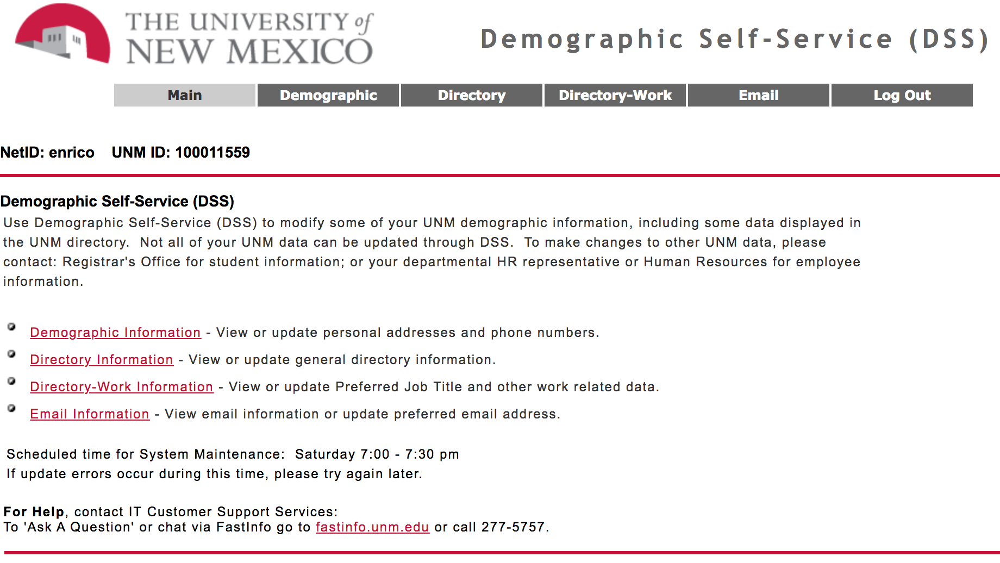 THE UNIVERSITY of
NEW MEXICO
Demographic Self-Service (DSS)
Main Demographic Directory Directory-Work Email Log Out
NetID: enrico UNM ID: 100011559
Demographic Self-Service (DSS)
Use Demographic Self-Service (DSS) to modify some of your UNM demographic information, including some data displayed in
the UNM directory. Not all of your UNM data can be updated through DSS. To make changes to other UNM data, please
contact: Registrar's Office for student information; or your departmental HR representative or Human Resources for employee
information.
Demographic Information - View or update personal addresses and phone numbers.
Directory Information - View or update general directory information.
Directory-Work Information - View or update Preferred Job Title and other work related data.
Email Information - View email information or update preferred email address.
Scheduled time for System Maintenance: Saturday 7:00 - 7:30 pm
If update errors occur during this time, please try again later.
For Help, contact IT Customer Support Services:
To 'Ask A Question' or chat via FastInfo go to fastinfo.unm.edu or call 277-5757.